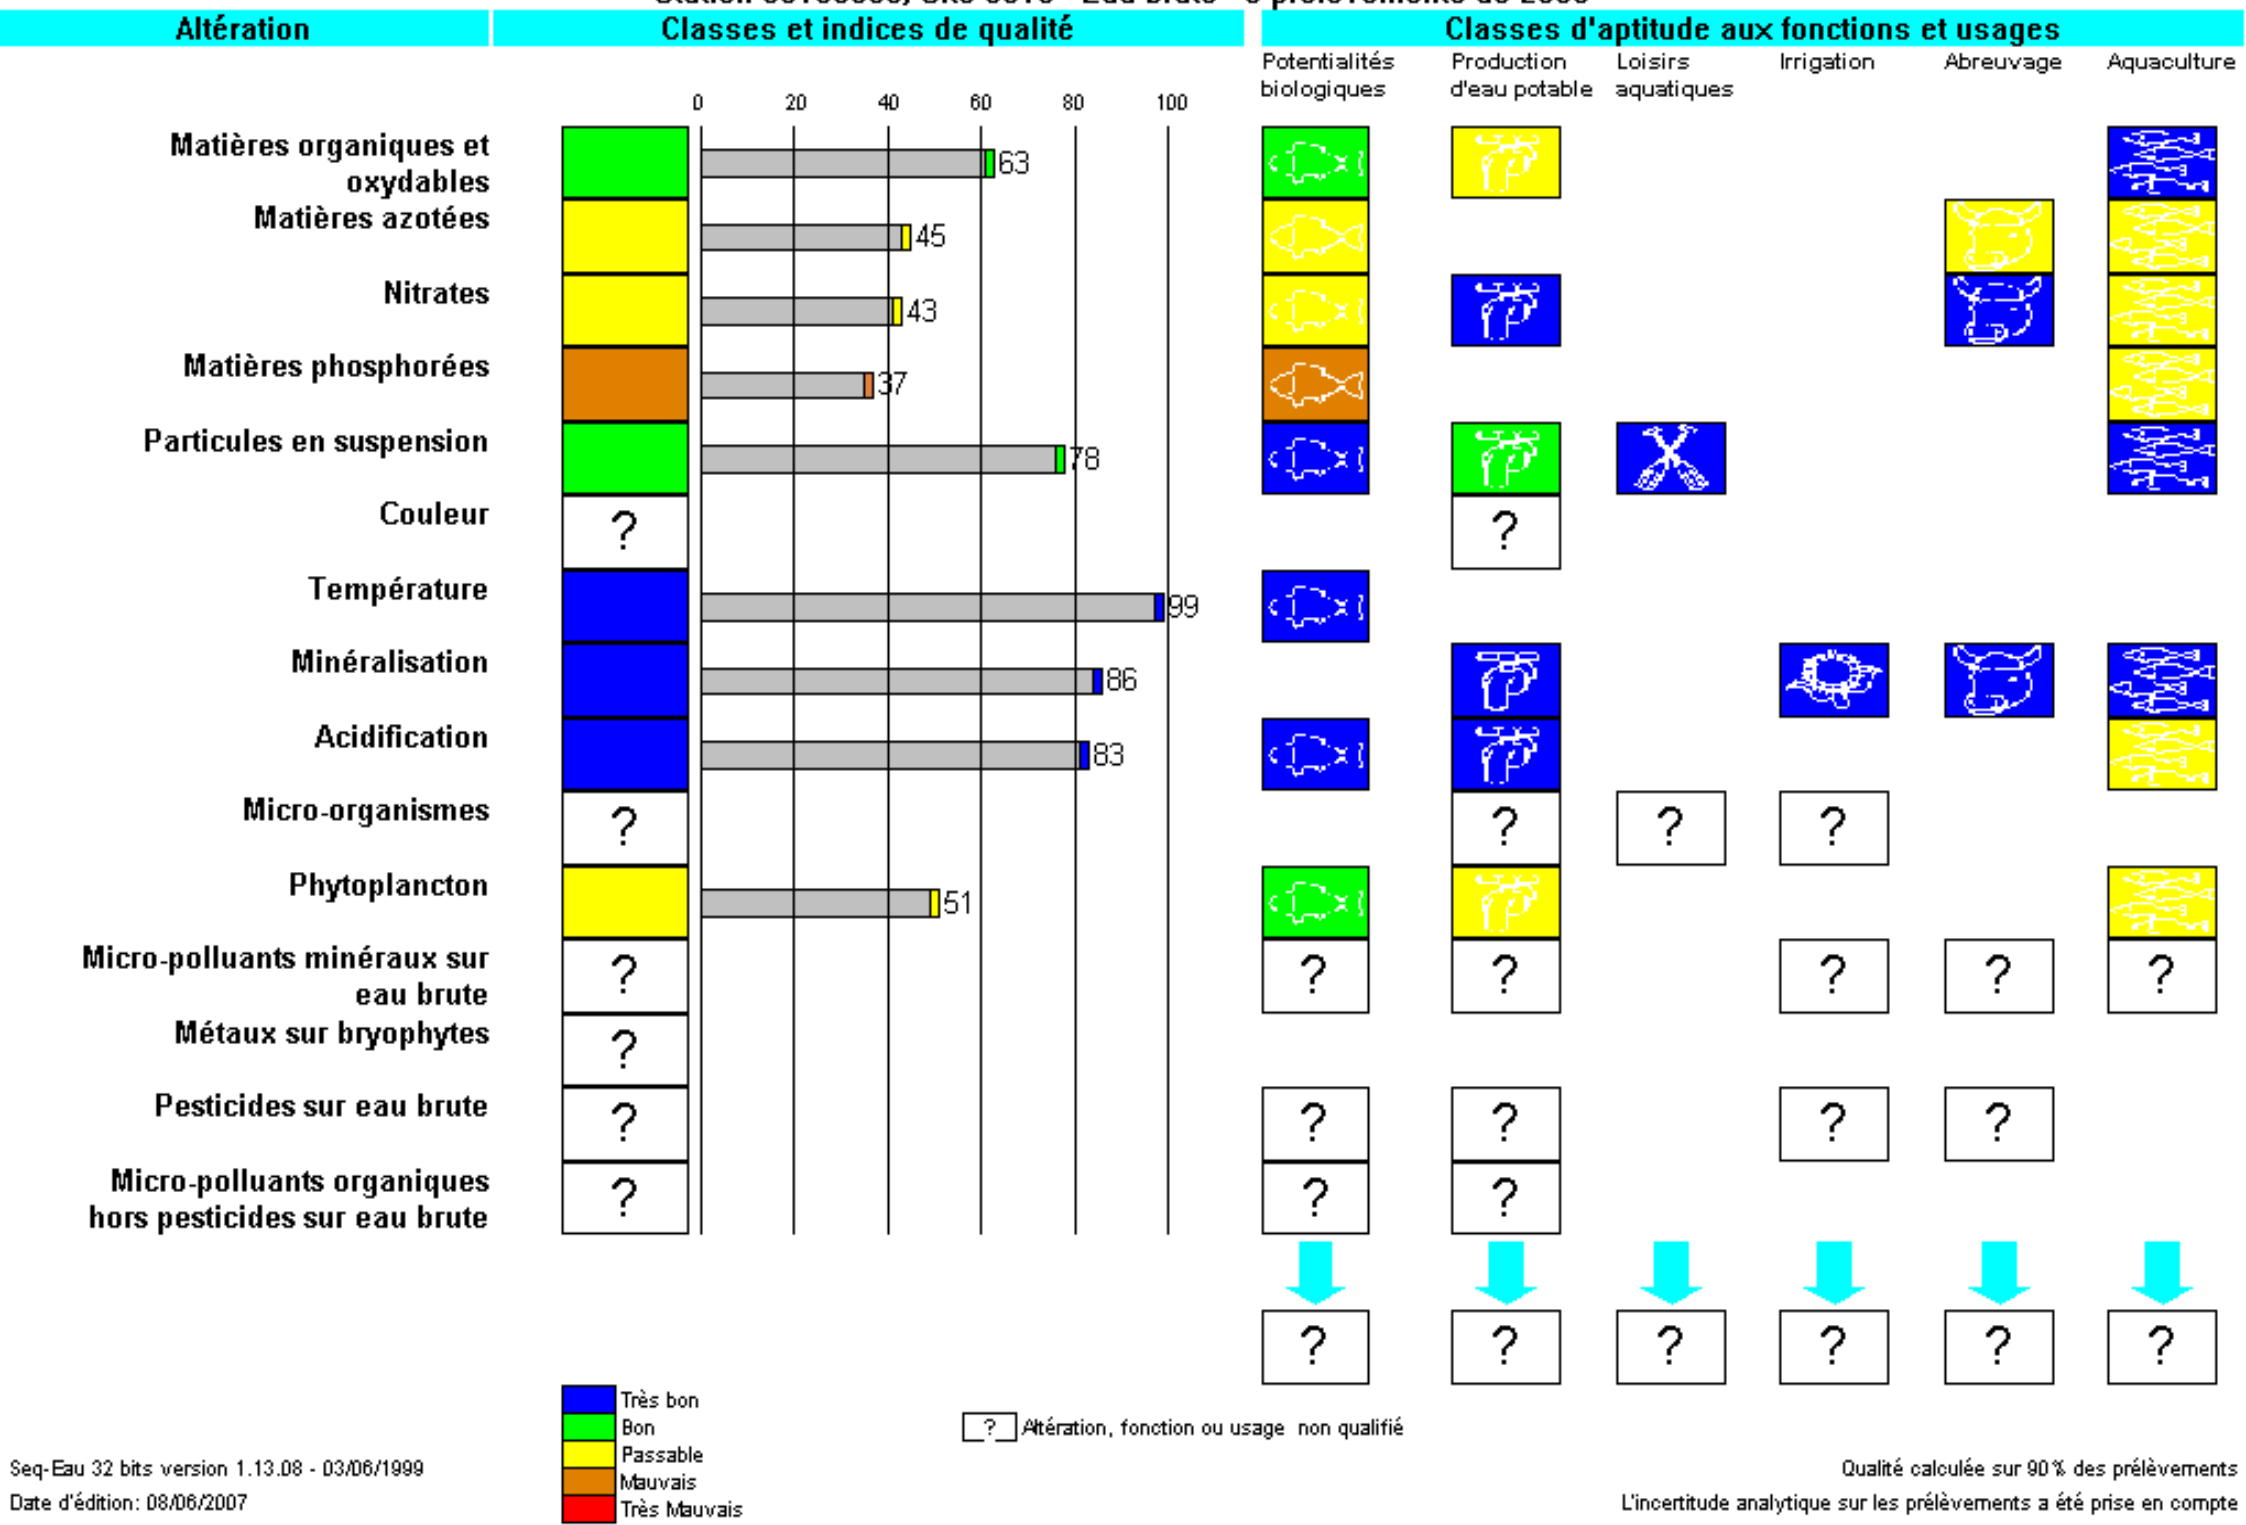 Altération
Classes et indices de qualité
Classes d'aptitude aux fonctions et usages
Potentialités
biologiques
Production
d'eau potable
Loisirs
aquatiques
Irrigation
Abreuvage
Aquaculture
0 20 40 60 80 100
Matières organiques et
oxydables
63
Matières azotées
45
Nitrates
43
Matières phosphorées
37
Particules en suspension
78
Couleur
? ?
Température
99
Minéralisation
86
Acidification
83
Micro-organismes
? ? ? ?
Phytoplancton
51
Micro-polluants minéraux sur
eau brute
? ? ? ? ? ?
Métaux sur bryophytes
?
Pesticides sur eau brute
? ? ? ? ?
Micro-polluants organiques
hors pesticides sur eau brute
? ? ?
? ? ? ? ? ?
Très bon
Bon
Passable
Mauvais
Très Mauvais
? Altération, fonction ou usage non qualifié
Seq-Eau 32 bits version 1.13.08 - 03/06/1999
Date d'édition: 08/06/2007
Qualité calculée sur 90% des prélèvements
L'incertitude analytique sur les prélèvements a été prise en compte